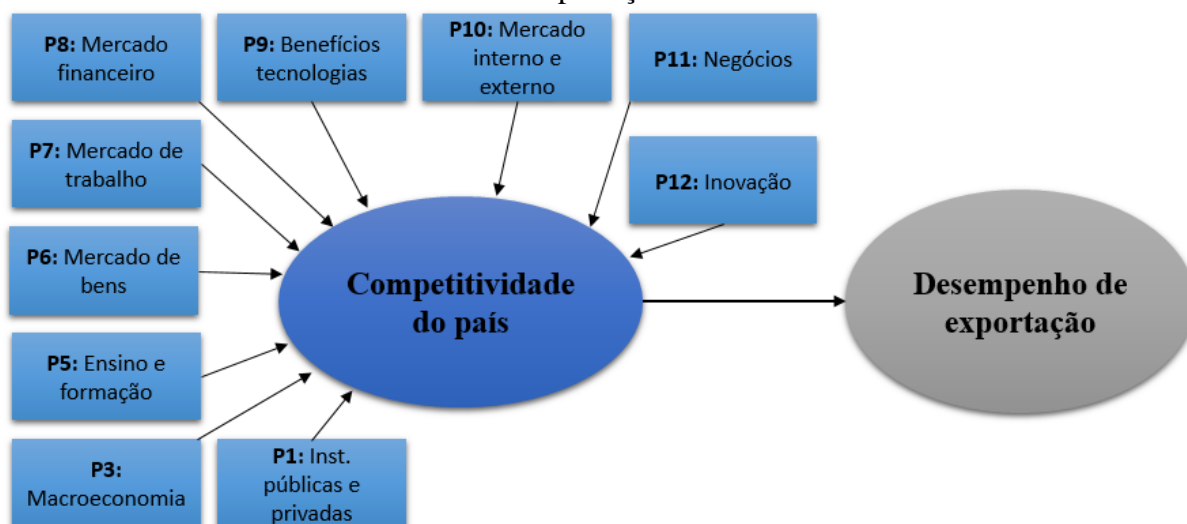 P8: Mercado
financeiro
P9: Benefícios
tecnologias
P10: Mercado
interno e
externo
P11: Negócios
P7: Mercado de
trabalho
P12: Inovação
P6: Mercado de
bens
Competitividade
do país
Desempenho de
exportação
P5: Ensino e
formação
P3:
Macroeconomia
P1: Inst.
públicas e
privadas